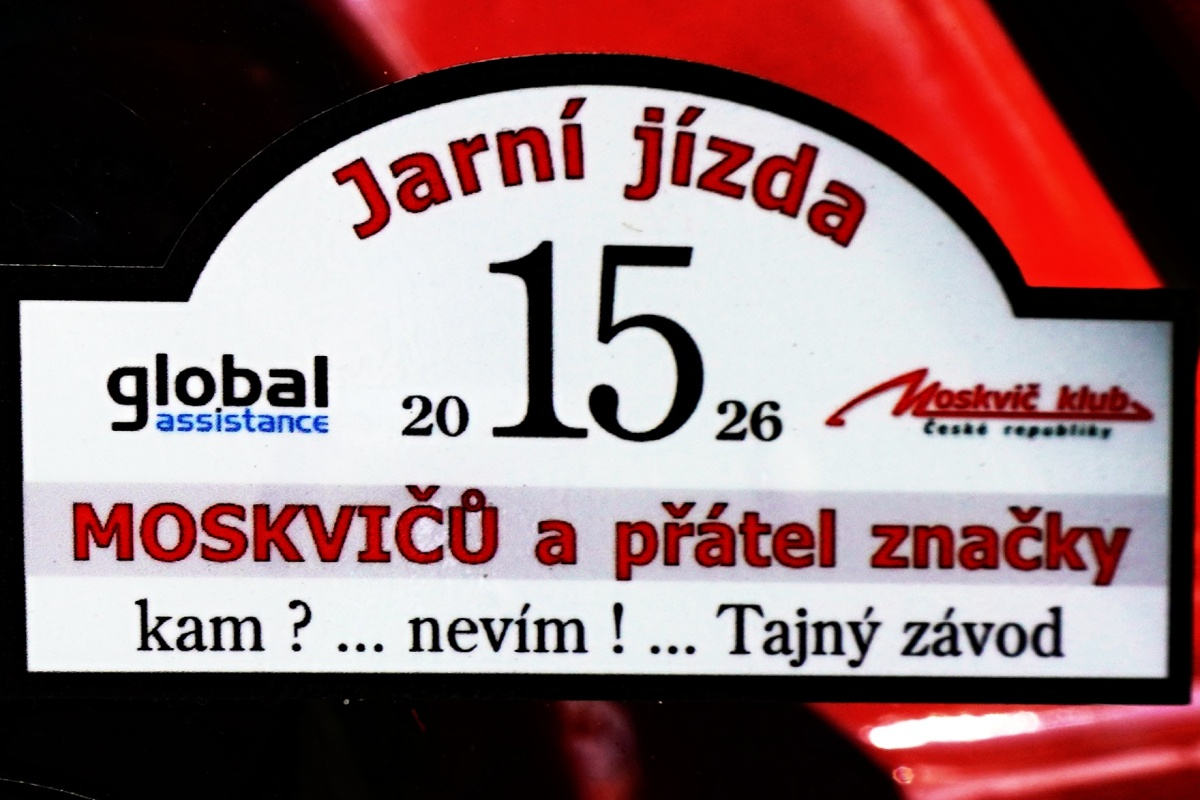 Jarní jízda
20 15 26
global
assistance
Moskvič klub
České republiky
MOSKVIČŮ a přátel značky
kam ? ... nevím ! ... Tajný závod